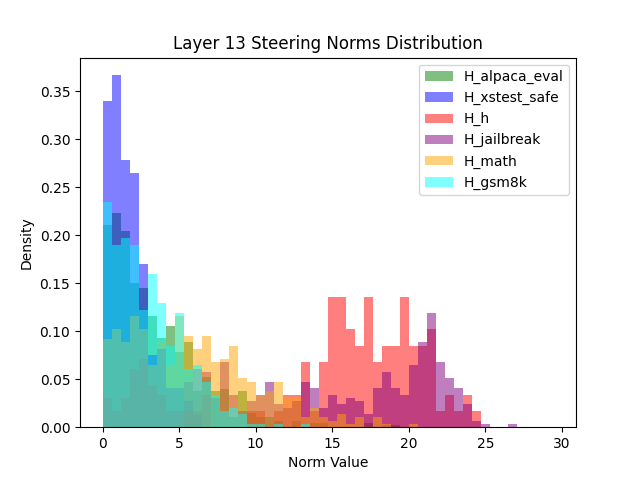 Layer 13 Steering Norms Distribution
H_alpaca_eval
H_xstest_safe
H_h
H_jailbreak
H_math
H_gsm8k
0.35
0.30
0.25
0.20
0.15
0.10
0.05
0.00
Density
0 5 10 15 20 25 30
Norm Value